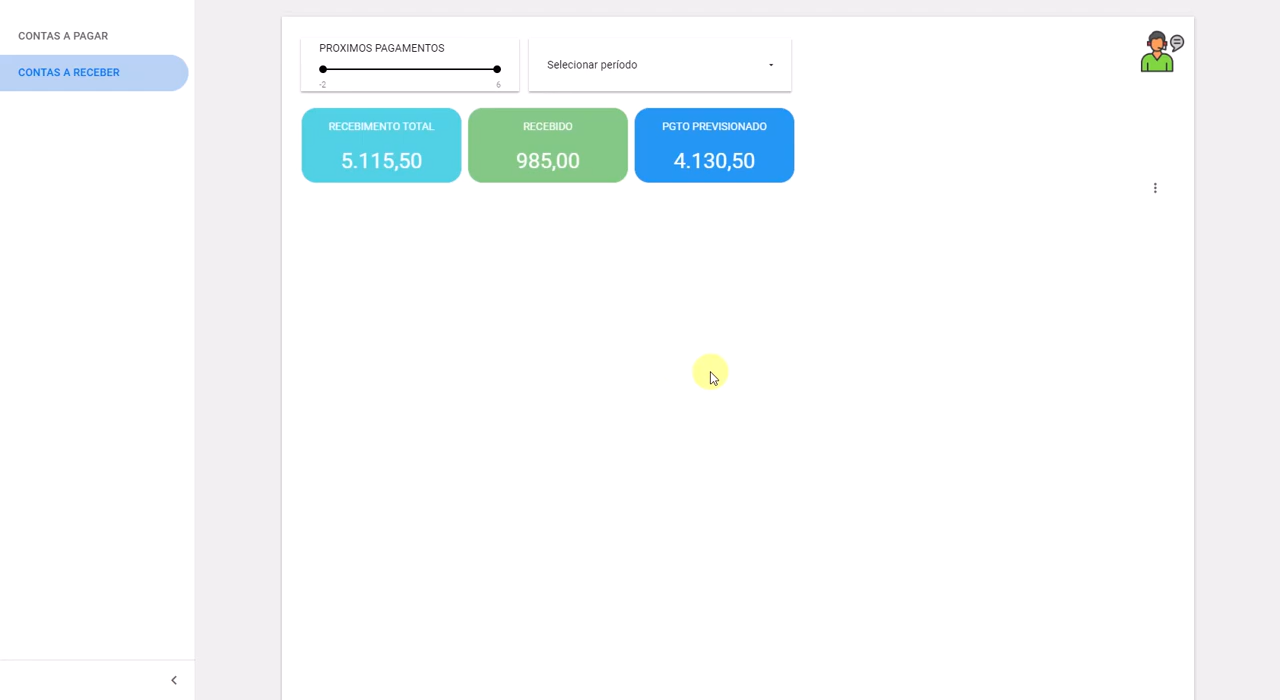 CONTAS A PAGAR
CONTAS A RECEBER
PROXIMOS PAGAMENTOS
-2 6
Selecionar período
RECEBIMENTO TOTAL
5.115,50
RECEBIDO
985,00
PGTO PREVISIONADO
4.130,50